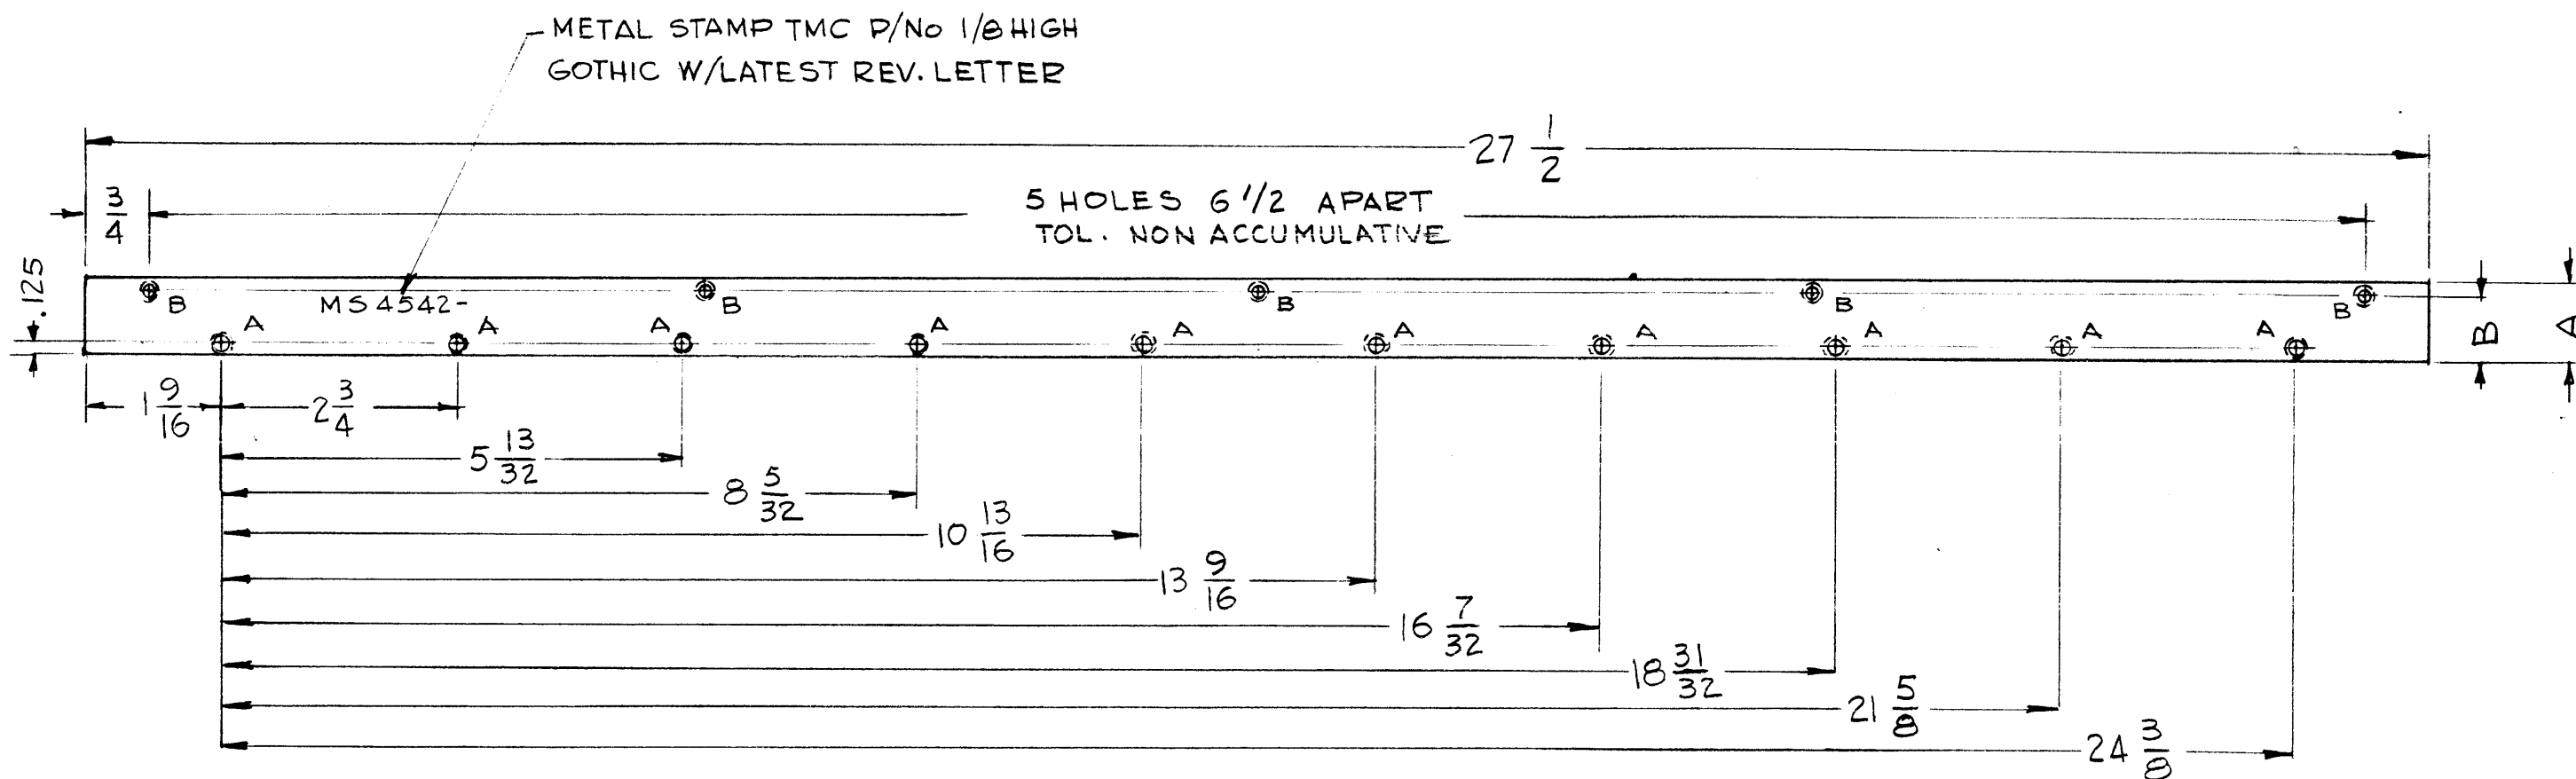 METAL STAMP TMC P/No 1/8 HIGH
GOTHIC W/LATEST REV. LETTER
27 1/2
3/4
5 HOLES 6 1/2 APART
TOL. NON ACCUMULATIVE
.125
B
MS 4542-
B
B
B
B
B
A
A
A
A
A
A
A
A
A
A
A
1 9/16
2 3/4
5 13/32
8 5/32
10 13/16
13 9/16
16 7/32
18 31/32
21 5/8
24 3/8